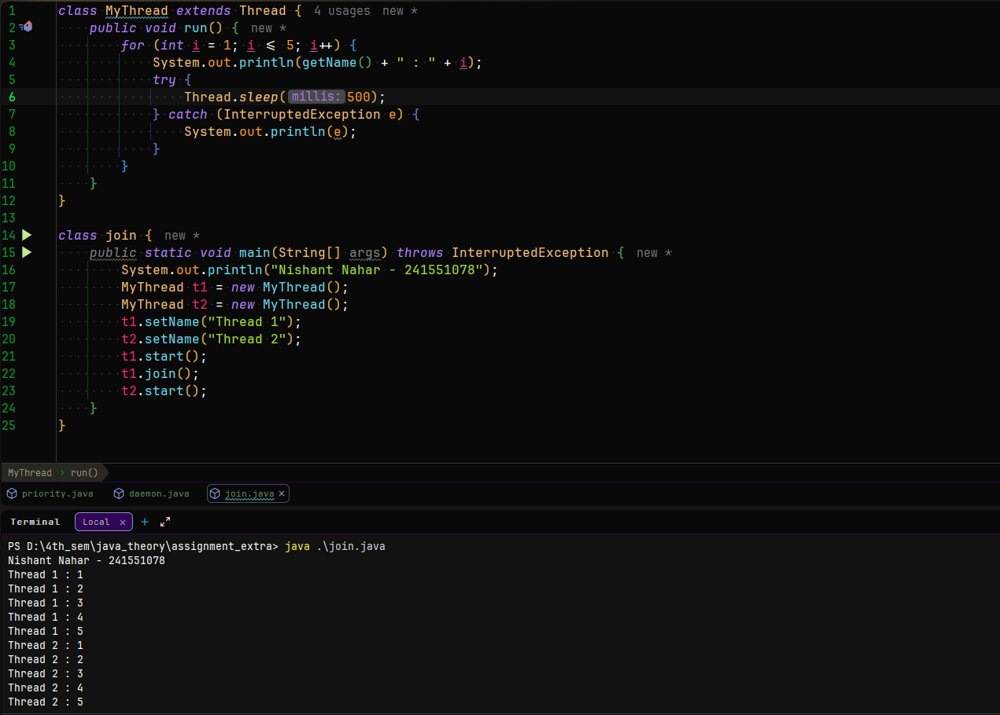 1 class MyThread extends Thread { 4 usages new *
2 public void run() { new *
3 for (int i = 1; i <= 5; i++) {
4 System.out.println(getName() + " : " + i);
5 try {
6 Thread.sleep( millis: 500);
7 } catch (InterruptedException e) {
8 System.out.println(e);
9 }
10 }
11 }
12 }
13
14 class join { new *
15 public static void main(String[] args) throws InterruptedException { new *
16 System.out.println("Nishant Nahar - 241551078");
17 MyThread t1 = new MyThread();
18 MyThread t2 = new MyThread();
19 t1.setName("Thread 1");
20 t2.setName("Thread 2");
21 t1.start();
22 t1.join();
23 t2.start();
24 }
25 }
MyThread › run()
priority.java daemon.java join.java ×
Terminal Local × +
PS D:\4th_sem\java_theory\assignment_extra> java .\join.java
Nishant Nahar - 241551078
Thread 1 : 1
Thread 1 : 2
Thread 1 : 3
Thread 1 : 4
Thread 1 : 5
Thread 2 : 1
Thread 2 : 2
Thread 2 : 3
Thread 2 : 4
Thread 2 : 5